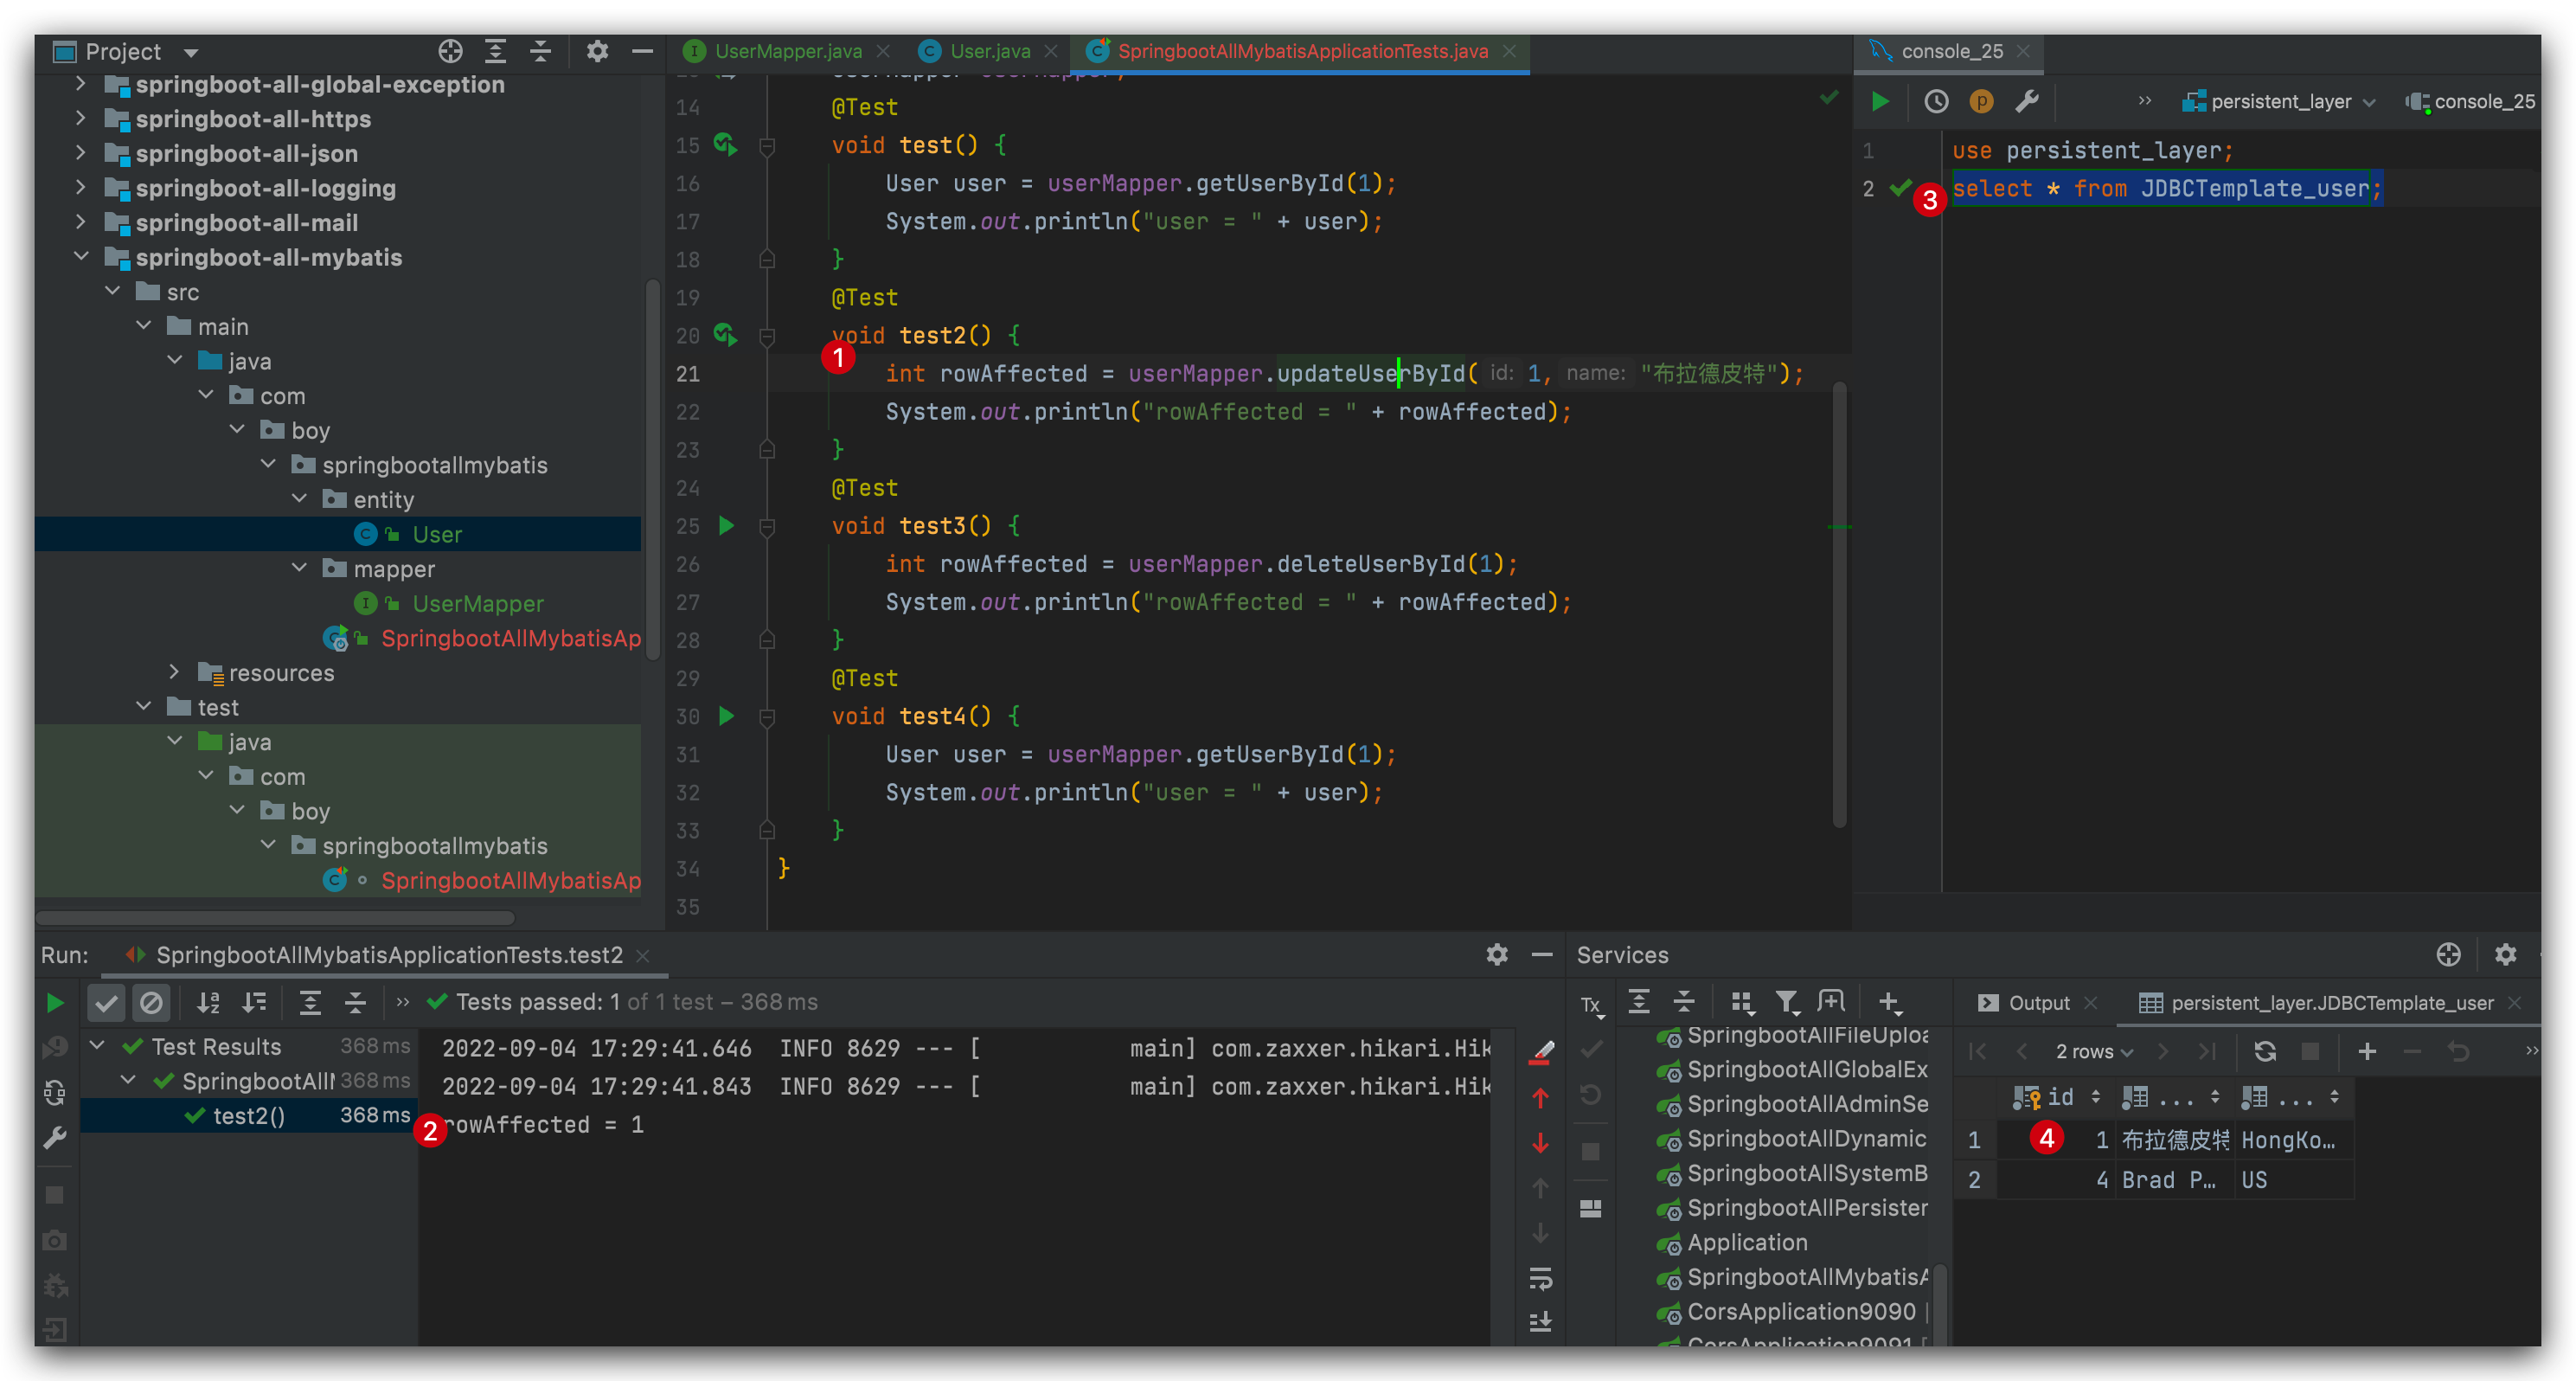 Project
springboot-all-global-exception
springboot-all-https
springboot-all-json
springboot-all-logging
springboot-all-mail
springboot-all-mybatis
src
main
java
com
boy
springbootallmybatis
entity
User
mapper
UserMapper
SpringbootAllMybatisAp
resources
test
java
com
boy
springbootallmybatis
SpringbootAllMybatisAp
UserMapper.java
User.java
SpringbootAllMybatisApplicationTests.java
14 @Test
15 void test() {
16 User user = userMapper.getUserById(1);
17 System.out.println("user = " + user);
18 }
19 @Test
20 void test2() {
1
21 int rowAffected = userMapper.updateUserById( id: 1, name: "布拉德皮特");
22 System.out.println("rowAffected = " + rowAffected);
23 }
24 @Test
25 void test3() {
26 int rowAffected = userMapper.deleteUserById(1);
27 System.out.println("rowAffected = " + rowAffected);
28 }
29 @Test
30 void test4() {
31 User user = userMapper.getUserById(1);
32 System.out.println("user = " + user);
33 }
34 }
35
console_25
persistent_layer
console_25
1 use persistent_layer;
2 3 select * from JDBCTemplate_user;
Run: SpringbootAllMybatisApplicationTests.test2
Tests passed: 1 of 1 test – 368 ms
Test Results 368 ms
SpringbootAll 368 ms
test2() 368 ms
2022-09-04 17:29:41.646 INFO 8629 --- [ main] com.zaxxer.hikari.Hik
2022-09-04 17:29:41.843 INFO 8629 --- [ main] com.zaxxer.hikari.Hik
2 rowAffected = 1
Services
Tx
SpringbootAllFileUploa
SpringbootAllGlobalEx
SpringbootAllAdminSe
SpringbootAllDynamic
SpringbootAllSystemB
SpringbootAllPersister
Application
SpringbootAllMybatisA
CorsApplication9090
CorsApplication9091 [
Output
persistent_layer.JDBCTemplate_user
2 rows
id ... ...
1 4 1 布拉德皮特 HongKo...
2 4 Brad P... US